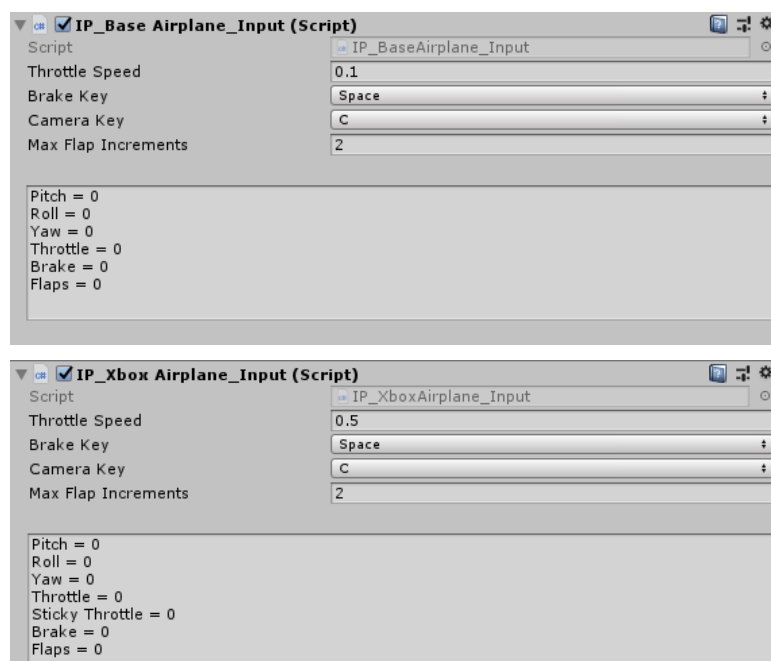 IP_Base Airplane_Input (Script)
Script IP_BaseAirplane_Input
Throttle Speed 0.1
Brake Key Space
Camera Key C
Max Flap Increments 2
Pitch = 0
Roll = 0
Yaw = 0
Throttle = 0
Brake = 0
Flaps = 0
IP_Xbox Airplane_Input (Script)
Script IP_XboxAirplane_Input
Throttle Speed 0.5
Brake Key Space
Camera Key C
Max Flap Increments 2
Pitch = 0
Roll = 0
Yaw = 0
Throttle = 0
Sticky Throttle = 0
Brake = 0
Flaps = 0